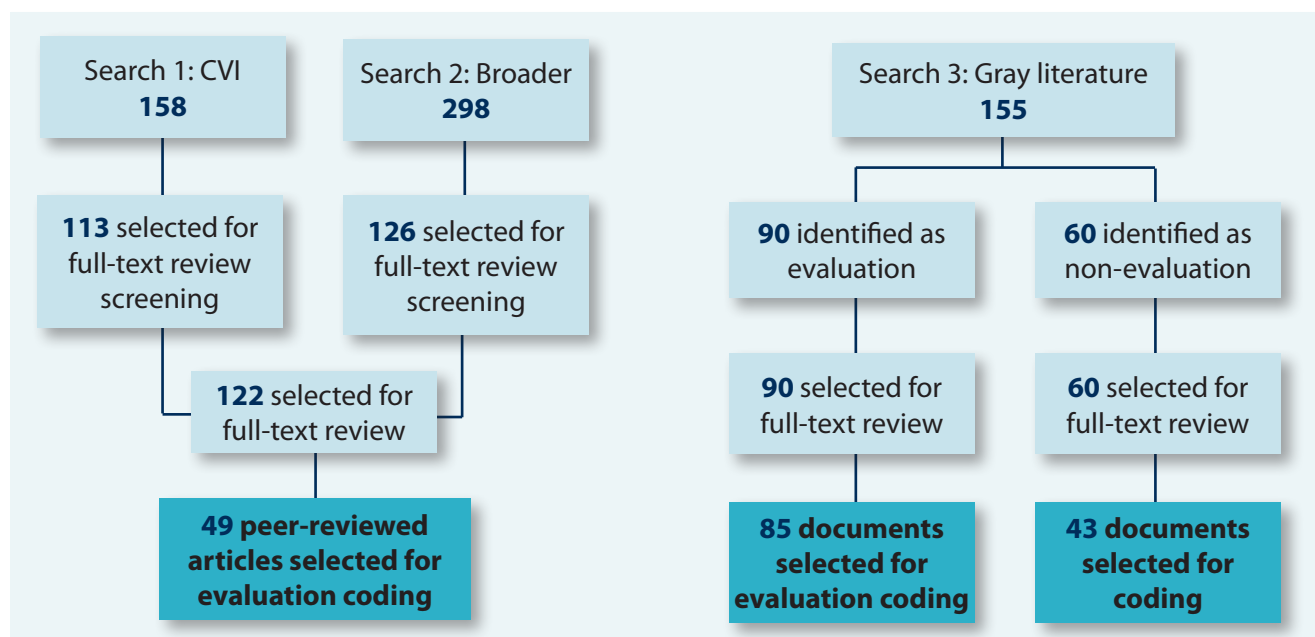 Search 1: CVI
158
Search 2: Broader
298
Search 3: Gray literature
155
113 selected for
full-text review
screening
126 selected for
full-text review
screening
90 identified as
evaluation
60 identified as
non-evaluation
122 selected for
full-text review
90 selected for
full-text review
60 selected for
full-text review
49 peer-reviewed
articles selected for
evaluation coding
85 documents
selected for
evaluation coding
43 documents
selected for
coding